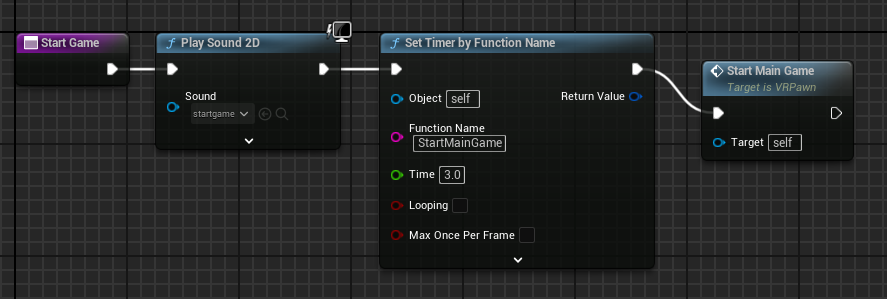 Start Game
Play Sound 2D
Sound
startgame
Set Timer by Function Name
Object self
Return Value
Function Name
StartMainGame
Time 3.0
Looping
Max Once Per Frame
Start Main Game
Target is VRPawn
Target self